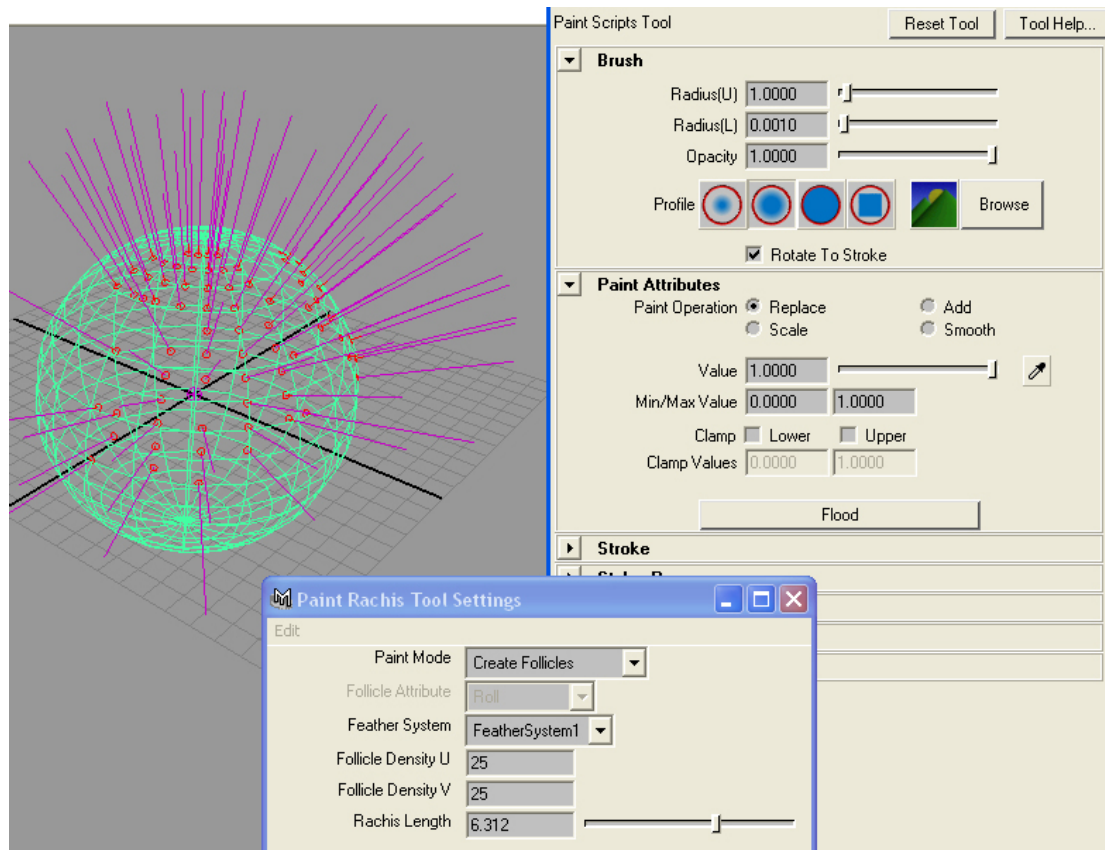 Paint Scripts Tool
Reset Tool
Tool Help...
Brush
Radius(U) 1.0000
Radius(L) 0.0010
Opacity 1.0000
Profile
Browse
Rotate To Stroke
Paint Attributes
Paint Operation Replace Add
Scale Smooth
Value 1.0000
Min/Max Value 0.0000 1.0000
Clamp Lower Upper
Clamp Values 0.0000 1.0000
Flood
Stroke
Paint Rachis Tool Settings
Edit
Paint Mode Create Follicles
Follicle Attribute Roll
Feather System FeatherSystem1
Follicle Density U 25
Follicle Density V 25
Rachis Length 6.312